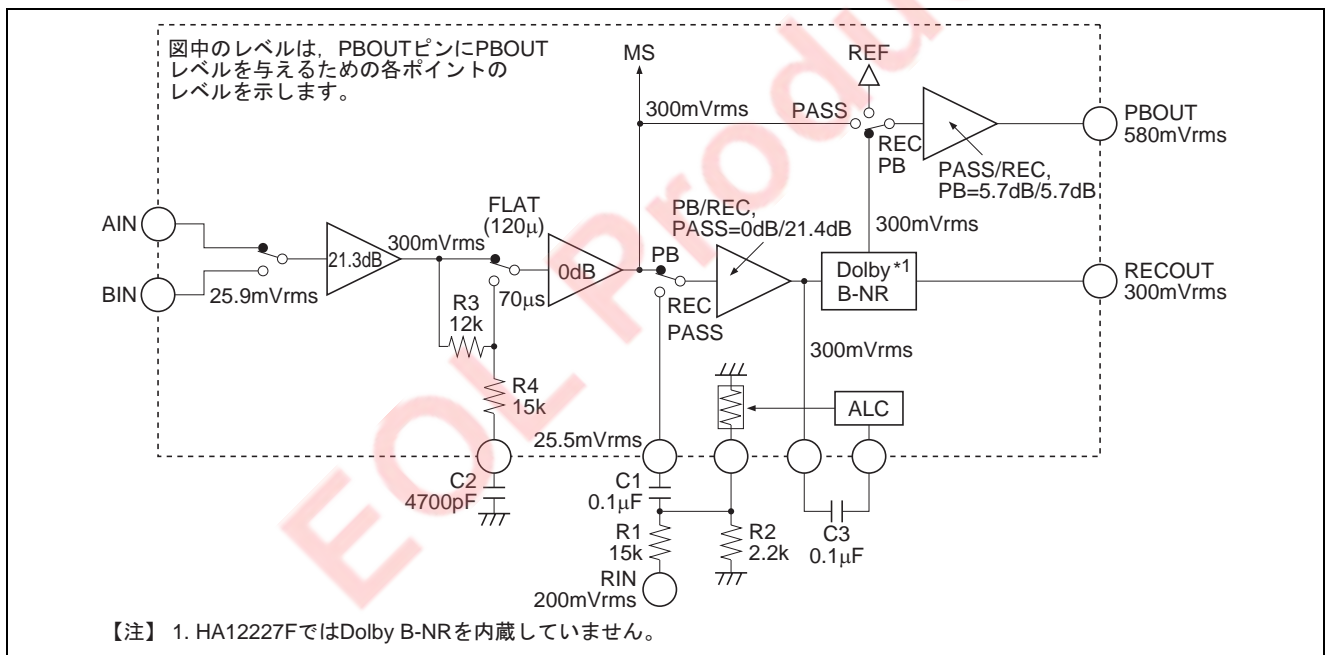 図中のレベルは，PBOUTピンにPBOUT
レベルを与えるための各ポイントの
レベルを示します。
MS
REF
300mVrms
PASS
REC
PB
PBOUT
580mVrms
PASS/REC,
PB=5.7dB/5.7dB
AIN
BIN
25.9mVrms
21.3dB
300mVrms
FLAT
(120μ)
70μs
0dB
PB
REC
PASS
PB/REC,
PASS=0dB/21.4dB
300mVrms
Dolby*1
B-NR
RECOUT
300mVrms
R3
12k
R4
15k
300mVrms
ALC
25.5mVrms
C2
4700pF
C1
0.1μF
R1
15k
RIN
200mVrms
R2
2.2k
C3
0.1μF
【注】 1. HA12227FではDolby B-NRを内蔵していません。
EOL Produ